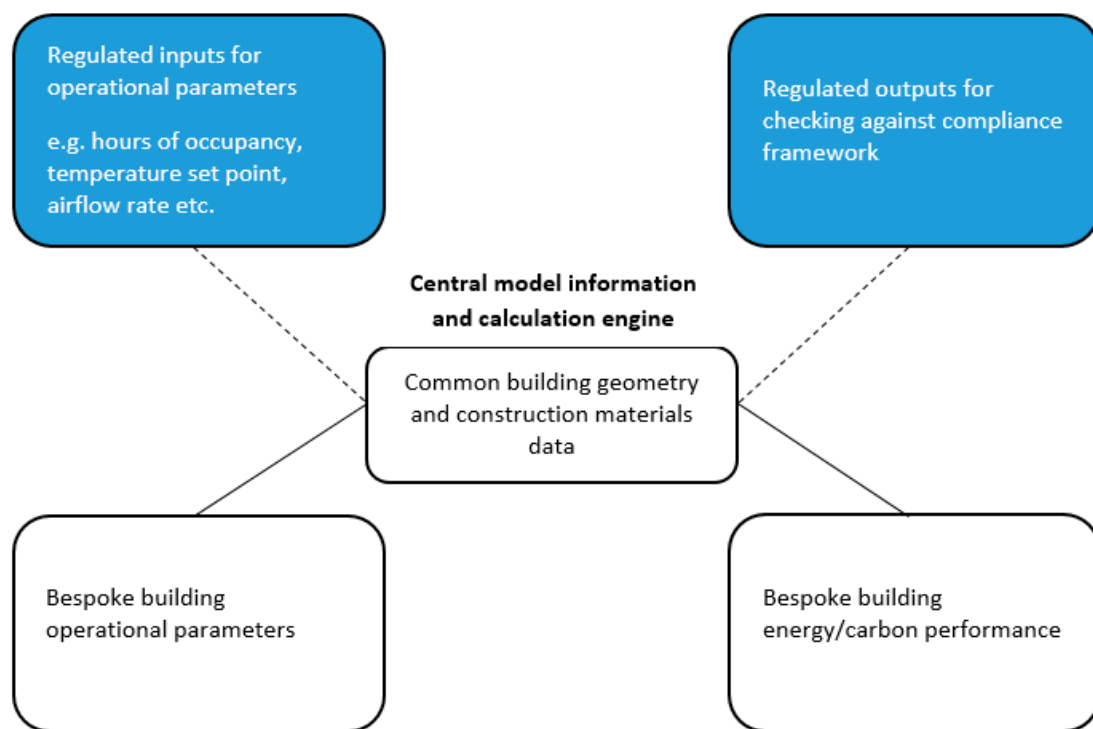 Regulated inputs for
operational parameters
e.g. hours of occupancy,
temperature set point,
airflow rate etc.
Regulated outputs for
checking against compliance
framework
Central model information
and calculation engine
Common building geometry
and construction materials
data
Bespoke building
operational parameters
Bespoke building
energy/carbon performance